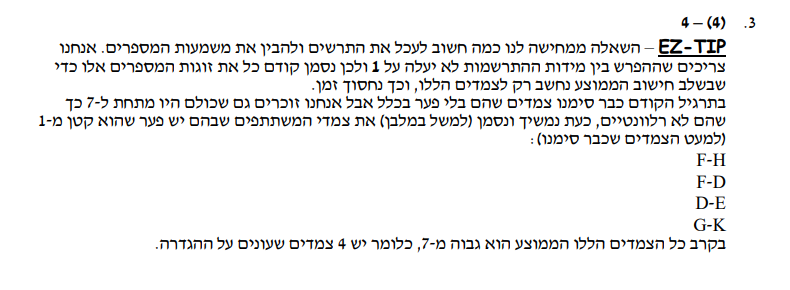 3. (4) – 4
EZ-TIP – השאלה ממחישה לנו כמה חשוב לעכל את התרשים ולהבין את משמעות המספרים. אנחנו
צריכים שההפרש בין מידות ההתרשמות לא יעלה על 1 ולכן נסמן קודם כל את זוגות המספרים אלו כדי
שבשלב חישוב הממוצע נחשב רק לצמדים הללו, וכך נחסוך זמן.
בתרגיל הקודם כבר סימנו צמדים שהם בלי פער בכלל אבל אנחנו זוכרים גם שכולם היו מתחת ל-7 כך
שהם לא רלוונטיים, כעת נמשיך ונסמן (למשל במלבן) את צמדי המשתתפים שבהם יש פער שהוא קטן מ-1
(למעט הצמדים שכבר סימנו):
F-H
F-D
D-E
G-K
בקרב כל הצמדים הללו הממוצע הוא גבוה מ-7, כלומר יש 4 צמדים שעונים על ההגדרה.